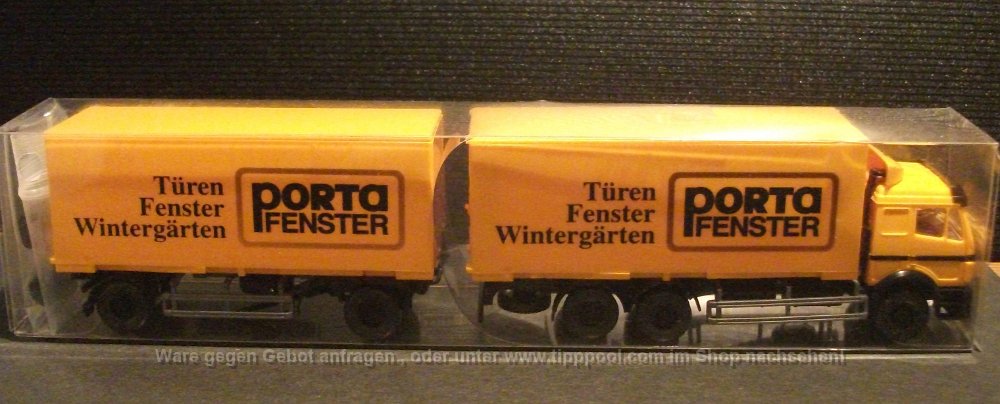 Türen
Fenster
Wintergärten
PORTA
FENSTER
Türen
Fenster
Wintergärten
PORTA
FENSTER
Ware gegen Gebot anfragen., oder unter www.tipppool.com im Shop nachsehen!